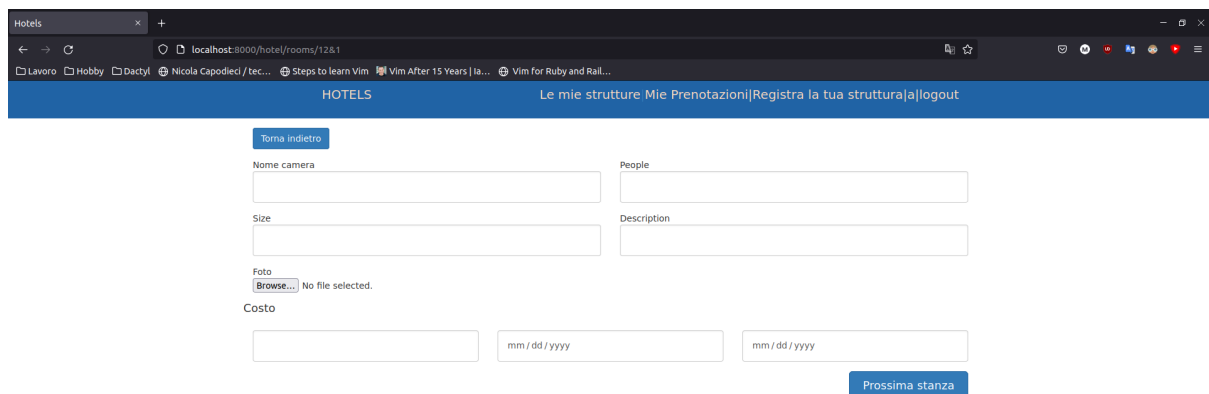 Hotels
localhost:8000/hotel/rooms/12&1
Lavoro Hobby Dactyl Nicola Capodieci / tec... Steps to learn Vim Vim After 15 Years | Ia... Vim for Ruby and Rail...
HOTELS Le mie strutture|Mie Prenotazioni|Registra la tua struttura|a|logout
Torna indietro
Nome camera People
Size Description
Foto
Browse... No file selected.
Costo
mm / dd / yyyy mm / dd / yyyy
Prossima stanza